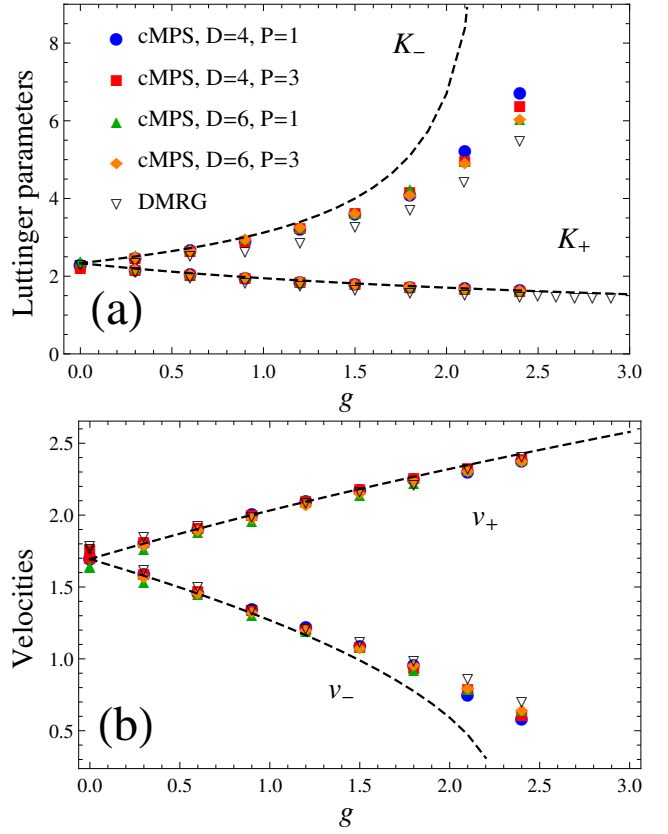 Luttinger parameters
8
6
4
2
0
cMPS, D=4, P=1
cMPS, D=4, P=3
cMPS, D=6, P=1
cMPS, D=6, P=3
DMRG
K₋
K₊
(a)
0.0 0.5 1.0 1.5 2.0 2.5 3.0
g
Velocities
2.5
2.0
1.5
1.0
0.5
v₊
v₋
(b)
0.0 0.5 1.0 1.5 2.0 2.5 3.0
g